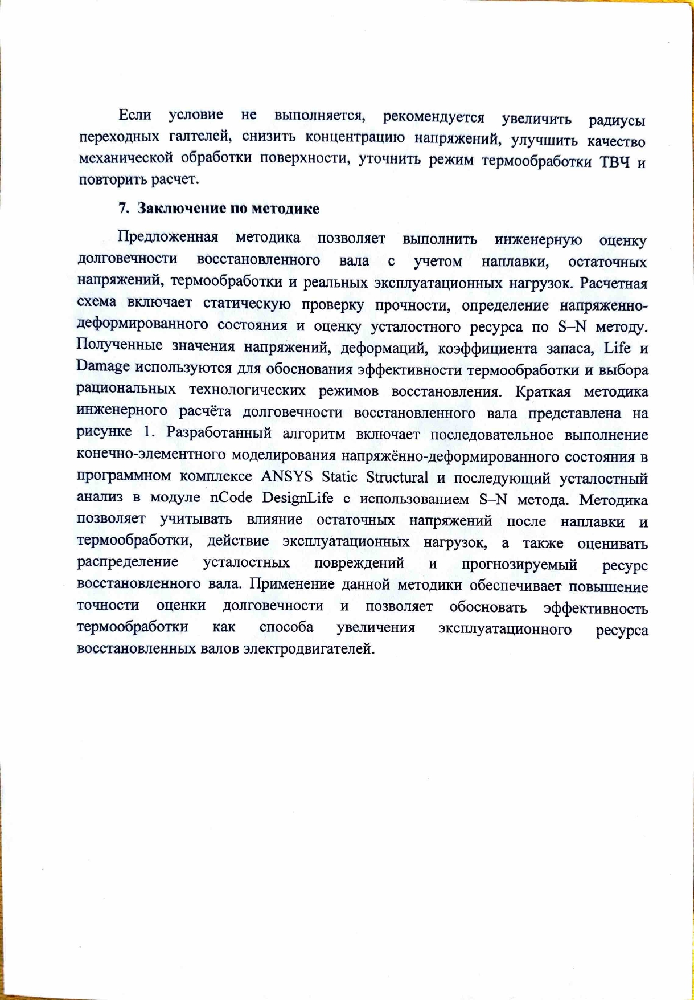 Если условие не выполняется, рекомендуется увеличить радиусы
переходных галтелей, снизить концентрацию напряжений, улучшить качество
механической обработки поверхности, уточнить режим термообработки ТВЧ и
повторить расчет.
7. Заключение по методике
Предложенная методика позволяет выполнить инженерную оценку
долговечности восстановленного вала с учетом наплавки, остаточных
напряжений, термообработки и реальных эксплуатационных нагрузок. Расчетная
схема включает статическую проверку прочности, определение напряженно-
деформированного состояния и оценку усталостного ресурса по S–N методу.
Полученные значения напряжений, деформаций, коэффициента запаса, Life и
Damage используются для обоснования эффективности термообработки и выбора
рациональных технологических режимов восстановления. Краткая методика
инженерного расчёта долговечности восстановленного вала представлена на
рисунке 1. Разработанный алгоритм включает последовательное выполнение
конечно-элементного моделирования напряжённо-деформированного состояния в
программном комплексе ANSYS Static Structural и последующий усталостный
анализ в модуле nCode DesignLife с использованием S–N метода. Методика
позволяет учитывать влияние остаточных напряжений после наплавки и
термообработки, действие эксплуатационных нагрузок, а также оценивать
распределение усталостных повреждений и прогнозируемый ресурс
восстановленного вала. Применение данной методики обеспечивает повышение
точности оценки долговечности и позволяет обосновать эффективность
термообработки как способа увеличения эксплуатационного ресурса
восстановленных валов электродвигателей.